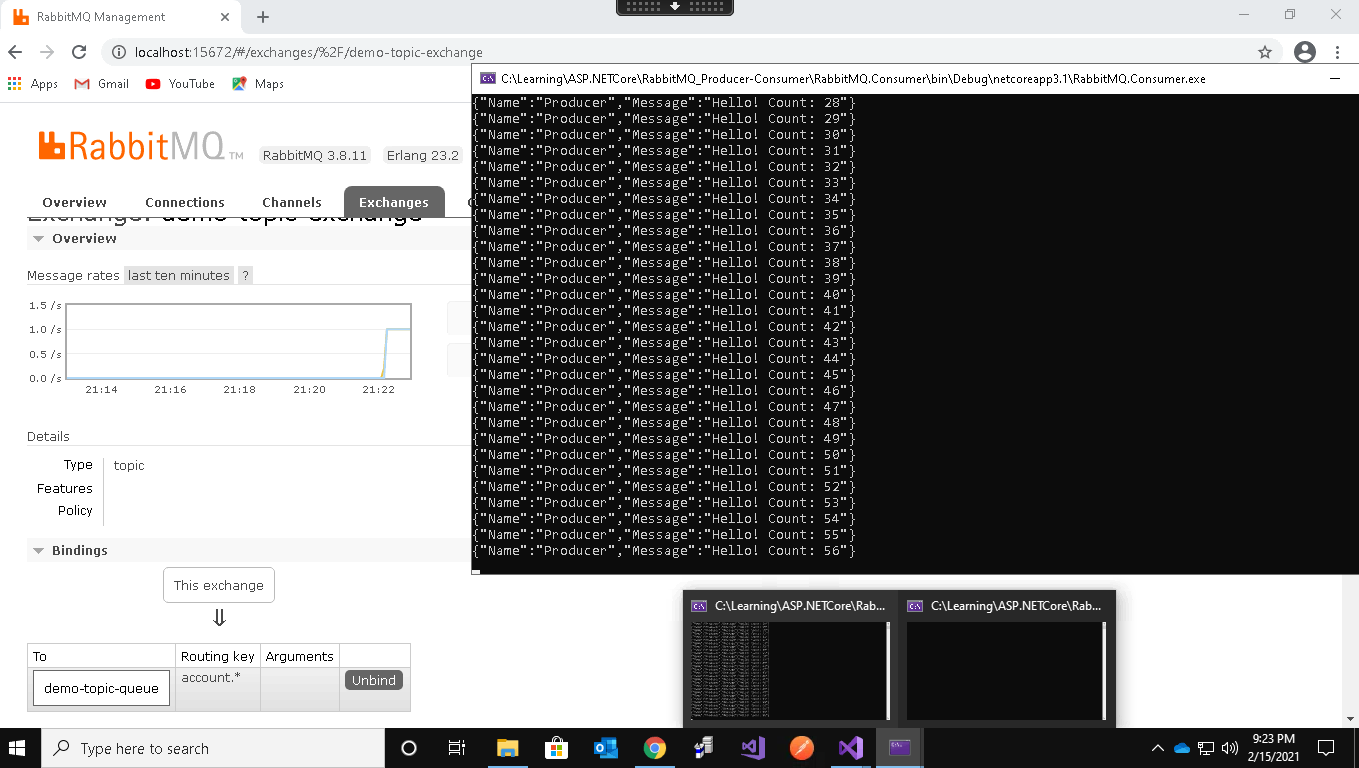 RabbitMQ Management
localhost:15672/#/exchanges/%2F/demo-topic-exchange
Apps Gmail YouTube Maps
RabbitMQ TM RabbitMQ 3.8.11 Erlang 23.2
Overview Connections Channels Exchanges
Exchange: demo-topic-exchange
Overview
Message rates last ten minutes ?
1.5 /s
1.0 /s
0.5 /s
0.0 /s
21:14 21:16 21:18 21:20 21:22
Details
Type topic
Features
Policy
Bindings
This exchange
⇓
To Routing key Arguments
demo-topic-queue account.* Unbind
C:\Learning\ASP.NETCore\RabbitMQ_Producer-Consumer\RabbitMQ.Consumer\bin\Debug\netcoreapp3.1\RabbitMQ.Consumer.exe
{"Name":"Producer","Message":"Hello! Count: 28"}
{"Name":"Producer","Message":"Hello! Count: 29"}
{"Name":"Producer","Message":"Hello! Count: 30"}
{"Name":"Producer","Message":"Hello! Count: 31"}
{"Name":"Producer","Message":"Hello! Count: 32"}
{"Name":"Producer","Message":"Hello! Count: 33"}
{"Name":"Producer","Message":"Hello! Count: 34"}
{"Name":"Producer","Message":"Hello! Count: 35"}
{"Name":"Producer","Message":"Hello! Count: 36"}
{"Name":"Producer","Message":"Hello! Count: 37"}
{"Name":"Producer","Message":"Hello! Count: 38"}
{"Name":"Producer","Message":"Hello! Count: 39"}
{"Name":"Producer","Message":"Hello! Count: 40"}
{"Name":"Producer","Message":"Hello! Count: 41"}
{"Name":"Producer","Message":"Hello! Count: 42"}
{"Name":"Producer","Message":"Hello! Count: 43"}
{"Name":"Producer","Message":"Hello! Count: 44"}
{"Name":"Producer","Message":"Hello! Count: 45"}
{"Name":"Producer","Message":"Hello! Count: 46"}
{"Name":"Producer","Message":"Hello! Count: 47"}
{"Name":"Producer","Message":"Hello! Count: 48"}
{"Name":"Producer","Message":"Hello! Count: 49"}
{"Name":"Producer","Message":"Hello! Count: 50"}
{"Name":"Producer","Message":"Hello! Count: 51"}
{"Name":"Producer","Message":"Hello! Count: 52"}
{"Name":"Producer","Message":"Hello! Count: 53"}
{"Name":"Producer","Message":"Hello! Count: 54"}
{"Name":"Producer","Message":"Hello! Count: 55"}
{"Name":"Producer","Message":"Hello! Count: 56"}
C:\Learning\ASP.NETCore\Rab... C:\Learning\ASP.NETCore\Rab...
Type here to search
9:23 PM
2/15/2021